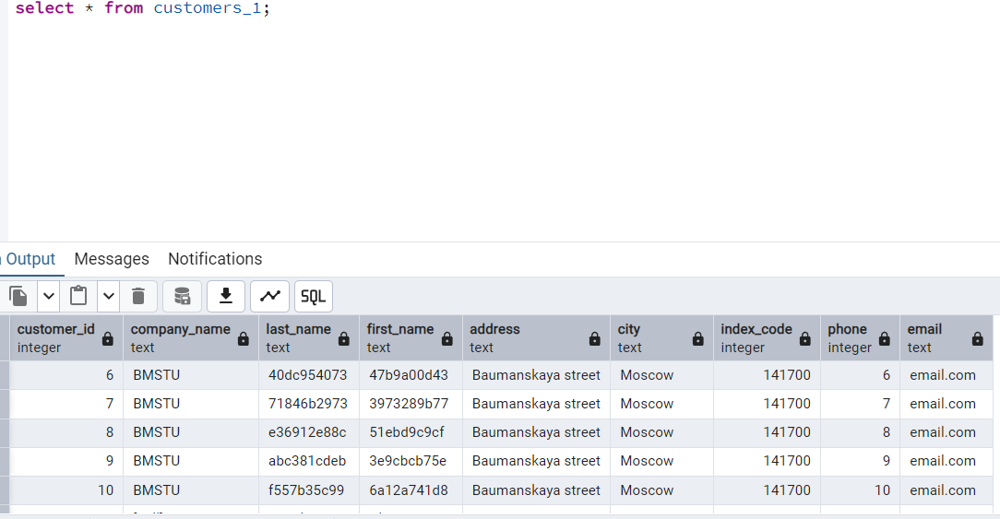 select * from customers_1;
Output Messages Notifications
SQL
customer_id company_name last_name first_name address city index_code phone email
integer text text text text text integer integer text
6 BMSTU 40dc954073 47b9a00d43 Baumanskaya street Moscow 141700 6 email.com
7 BMSTU 71846b2973 3973289b77 Baumanskaya street Moscow 141700 7 email.com
8 BMSTU e36912e88c 51ebd9c9cf Baumanskaya street Moscow 141700 8 email.com
9 BMSTU abc381cdeb 3e9cbcb75e Baumanskaya street Moscow 141700 9 email.com
10 BMSTU f557b35c99 6a12a741d8 Baumanskaya street Moscow 141700 10 email.com